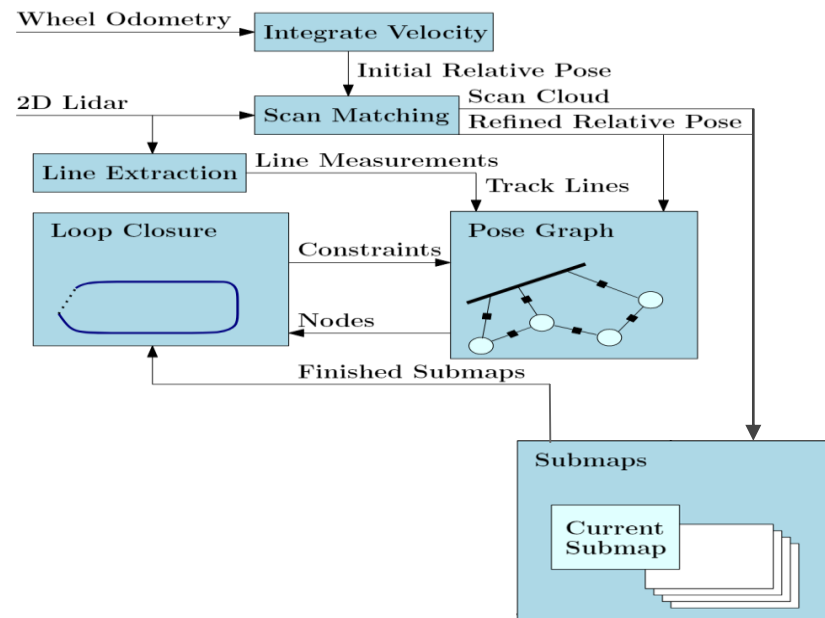 Wheel Odometry
Integrate Velocity
Initial Relative Pose
2D Lidar
Scan Matching
Scan Cloud
Refined Relative Pose
Line Extraction
Line Measurements
Track Lines
Loop Closure
Constraints
Pose Graph
Nodes
Finished Submaps
Submaps
Current
Submap